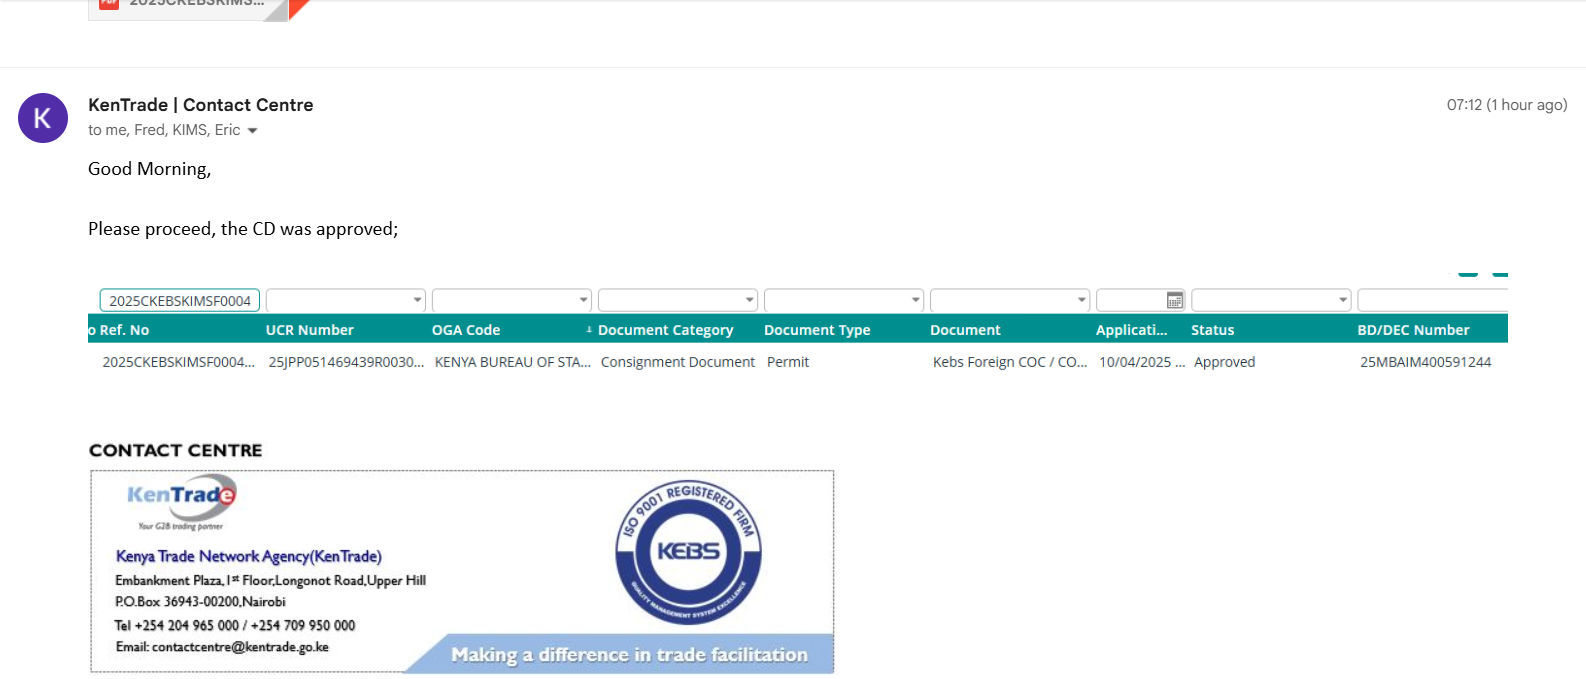 2025CKEBSKIMS...
K
KenTrade | Contact Centre
07:12 (1 hour ago)
to me, Fred, KIMS, Eric
Good Morning,
Please proceed, the CD was approved;
2025CKEBSKIMSF0004
o Ref. No UCR Number OGA Code Document Category Document Type Document Applicati... Status BD/DEC Number
2025CKEBSKIMSF0004... 25JPP051469439R0030... KENYA BUREAU OF STA... Consignment Document Permit Kebs Foreign COC / CO... 10/04/2025 ... Approved 25MBAIM400591244
CONTACT CENTRE
KenTrade
Your G2B trading partner
Kenya Trade Network Agency(KenTrade)
Embankment Plaza,1st Floor,Longonot Road,Upper Hill
P.O.Box 36943-00200,Nairobi
Tel +254 204 965 000 / +254 709 950 000
Email: contactcentre@kentrade.go.ke
ISO 9001 REGISTERED FIRM
KEBS
QUALITY MANAGEMENT SYSTEM EXCELLENCE
Making a difference in trade facilitation